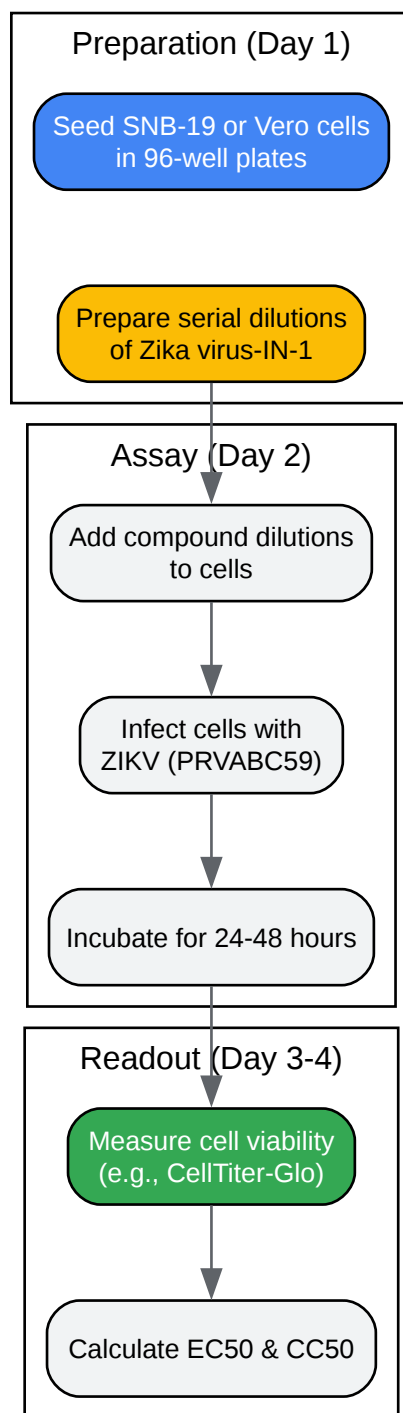 Preparation (Day 1)
Seed SNB-19 or Vero cells
in 96-well plates
Prepare serial dilutions
of Zika virus-IN-1
Assay (Day 2)
Add compound dilutions
to cells
Infect cells with
ZIKV (PRVABC59)
Incubate for 24-48 hours
Readout (Day 3-4)
Measure cell viability
(e.g., CellTiter-Glo)
Calculate EC50 & CC50